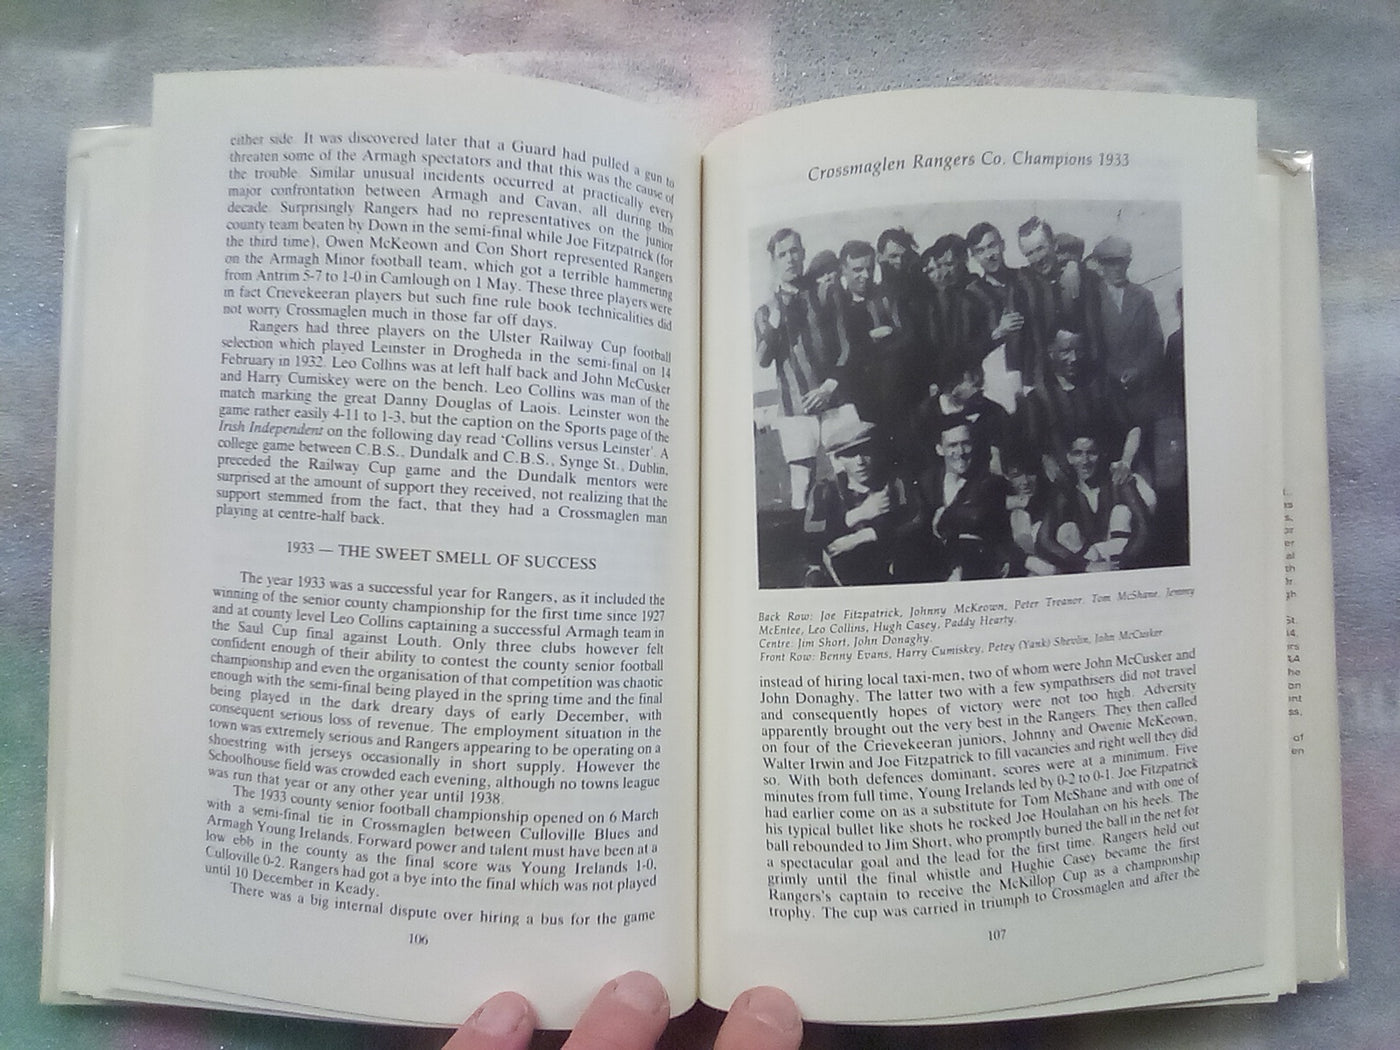 either side. It was discovered later that a Guard had pulled a gun to
threaten some of the Armagh spectators and that this was the cause of
the trouble. Similar unusual incidents occurred at practically every
major confrontation between Armagh and Cavan, all during this
decade. Surprisingly Rangers had no representatives on the junior
county team beaten by Down in the semi-final while Joe Fitzpatrick (for
the third time), Owen McKeown and Con Short represented Rangers
on the Armagh Minor football team, which got a terrible hammering
from Antrim 5-7 to 1-0 in Camlough on 1 May. These three players were
in fact Crievekeeran players but such fine rule book technicalities did
not worry Crossmaglen much in those far off days.
Rangers had three players on the Ulster Railway Cup football
selection which played Leinster in Drogheda in the semi-final on 14
February in 1932. Leo Collins was at left half back and John McCusker
and Harry Cumiskey were on the bench. Leo Collins was man of the
match marking the great Danny Douglas of Laois. Leinster won the
game rather easily 4-11 to 1-3, but the caption on the Sports page of the
Irish Independent on the following day read 'Collins versus Leinster'. A
college game between C.B.S., Dundalk and C.B.S., Synge St., Dublin,
preceded the Railway Cup game and the Dundalk mentors were
surprised at the amount of support they received, not realizing that the
support stemmed from the fact, that they had a Crossmaglen man
playing at centre-half back.
1933 — THE SWEET SMELL OF SUCCESS
The year 1933 was a successful year for Rangers, as it included the
winning of the senior county championship for the first time since 1927
and at county level Leo Collins captaining a successful Armagh team in
the Saul Cup final against Louth. Only three clubs however felt
confident enough of their ability to contest the county senior football
championship and even the organisation of that competition was chaotic
enough with the semi-final being played in the spring time and the final
being played in the dark dreary days of early December, with
consequent serious loss of revenue. The employment situation in the
town was extremely serious and Rangers appearing to be operating on a
shoestring with jerseys occasionally in short supply. However the
Schoolhouse field was crowded each evening, although no towns league
was run that year or any other year until 1938.
The 1933 county senior football championship opened on 6 March
with a semi-final tie in Crossmaglen between Culloville Blues and
Armagh Young Irelands. Forward power and talent must have been at a
low ebb in the county as the final score was Young Irelands 1-0,
Culloville 0-2. Rangers had got a bye into the final which was not played
until 10 December in Keady.
There was a big internal dispute over hiring a bus for the game
106
Crossmaglen Rangers Co. Champions 1933
Back Row: Joe Fitzpatrick, Johnny McKeown, Peter Treanor, Tom McShane, Jemmy
McEntee, Leo Collins, Hugh Casey, Paddy Hearty.
Centre: Jim Short, John Donaghy.
Front Row: Benny Evans, Harry Cumiskey, Petey (Yank) Shevlin, John McCusker
instead of hiring local taxi-men, two of whom were John McCusker and
John Donaghy. The latter two with a few sympathisers did not travel
and consequently hopes of victory were not too high. Adversity
apparently brought out the very best in the Rangers. They then called
on four of the Crievekeeran juniors, Johnny and Owenie McKeown,
Walter Irwin and Joe Fitzpatrick to fill vacancies and right well they did
so. With both defences dominant, scores were at a minimum. Five
minutes from full time, Young Irelands led by 0-2 to 0-1. Joe Fitzpatrick
had earlier come on as a substitute for Tom McShane and with one of
his typical bullet like shots he rocked Joe Houlahan on his heels. The
ball rebounded to Jim Short, who promptly buried the ball in the net for
a spectacular goal and the lead for the first time. Rangers held out
grimly until the final whistle and Hughie Casey became the first
Rangers's captain to receive the McKillop Cup as a championship
trophy. The cup was carried in triumph to Crossmaglen and after the
107